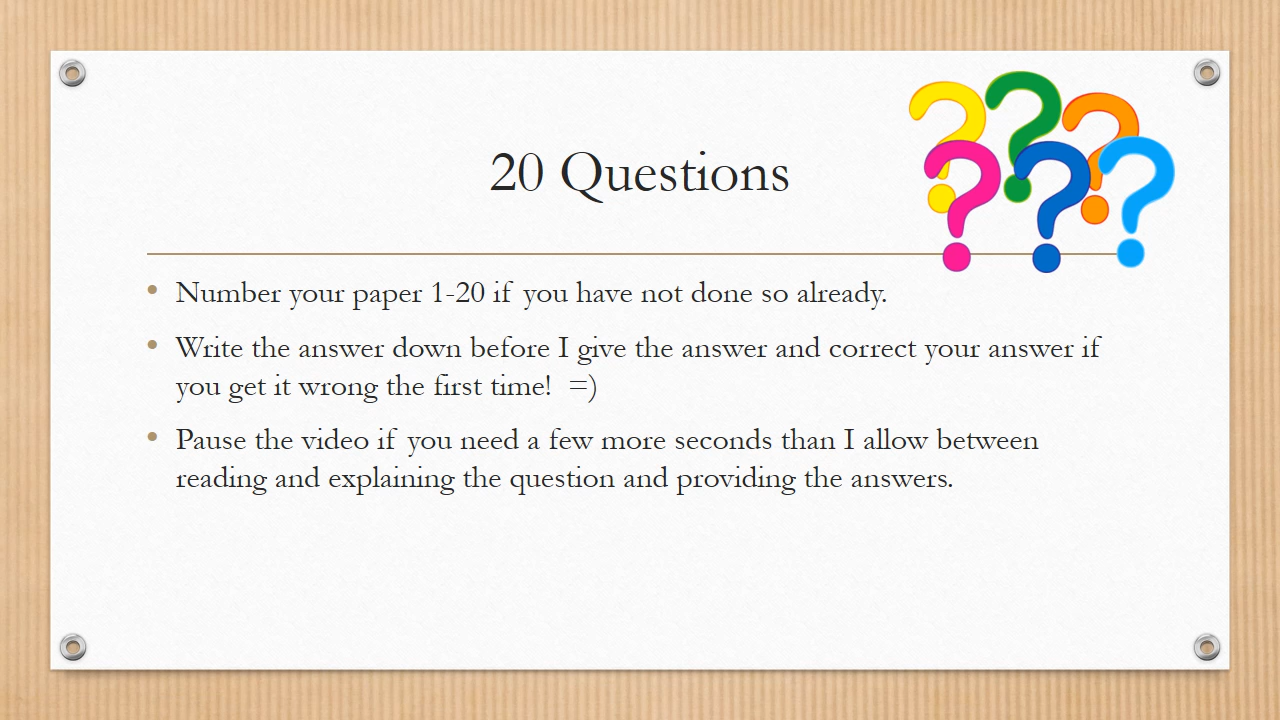 20 Questions
• Number your paper 1-20 if you have not done so already.
• Write the answer down before I give the answer and correct your answer if
you get it wrong the first time!  =)
• Pause the video if you need a few more seconds than I allow between
reading and explaining the question and providing the answers.